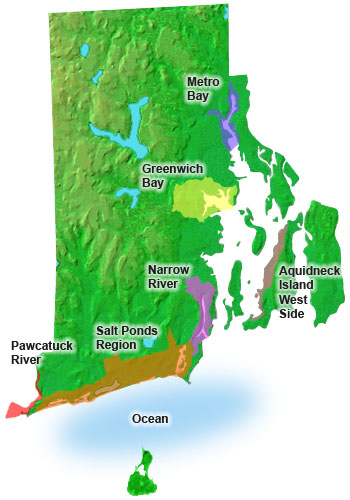 Metro
Bay
Greenwich
Bay
Narrow
River
Aquidneck
Island
West
Side
Salt Ponds
Region
Pawcatuck
River
Ocean